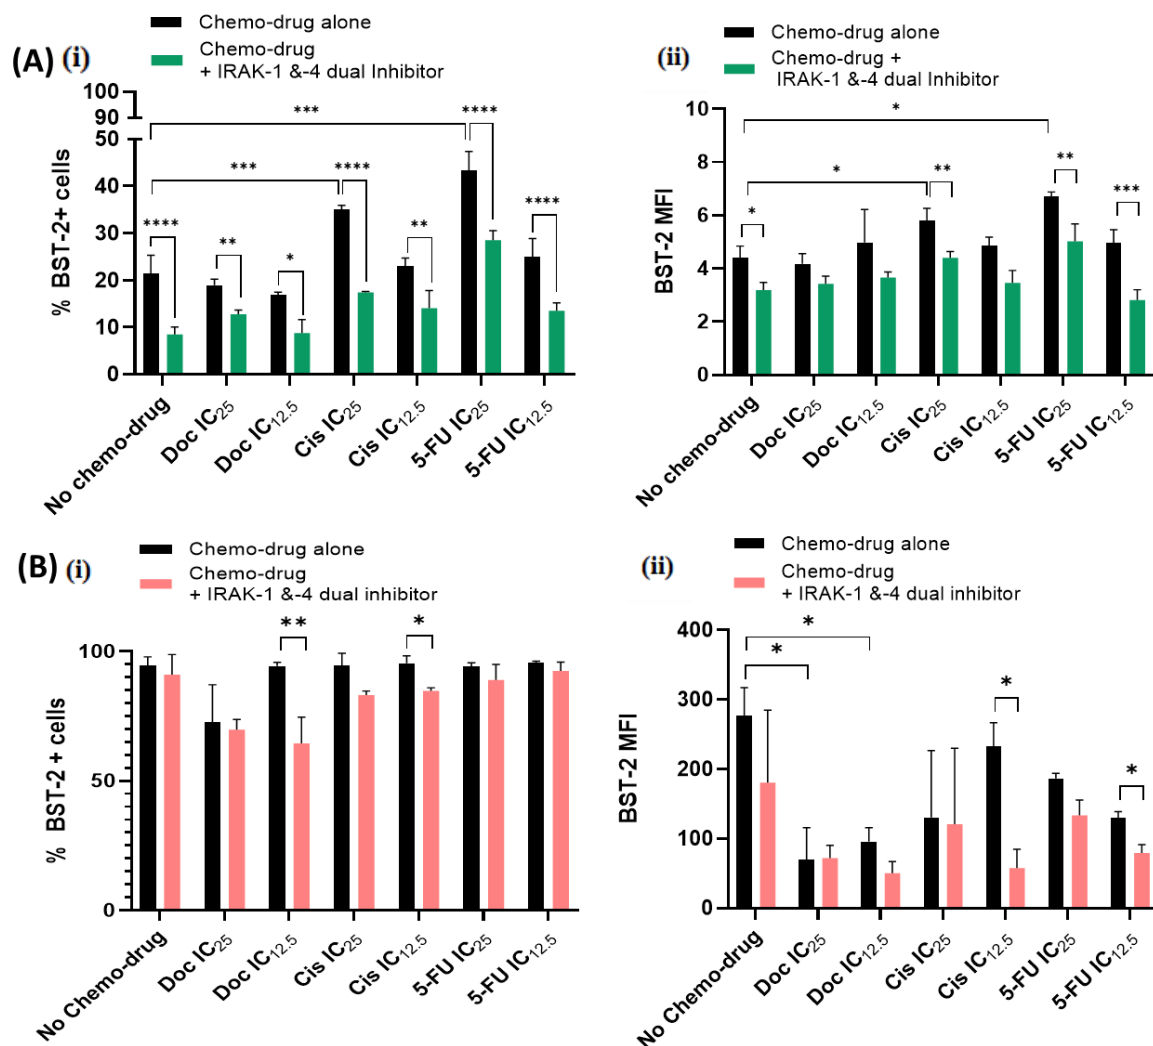 (A) (i)
Chemo-drug alone
Chemo-drug
+ IRAK-1 &-4 dual Inhibitor
% BST-2+ cells
100
90
50
40
30
20
10
0
***
****
***
****
****
**
*
**
****
No chemo-drug
Doc IC25
Doc IC12.5
Cis IC25
Cis IC12.5
5-FU IC25
5-FU IC12.5
ii
Chemo-drug alone
Chemo-drug +
IRAK-1 &-4 dual Inhibitor
BST-2 MFI
10
8
6
4
2
0
*
*
**
**
***
*
No chemo-drug
Doc IC25
Doc IC12.5
Cis IC25
Cis IC12.5
5-FU IC25
5-FU IC12.5
(B) (i)
Chemo-drug alone
Chemo-drug
+ IRAK-1 &-4 dual inhibitor
% BST-2 + cells
100
50
0
**
*
No Chemo-drug
Doc IC25
Doc IC12.5
Cis IC25
Cis IC12.5
5-FU IC25
5-FU IC12.5
(ii)
Chemo-drug alone
Chemo-drug
+ IRAK-1 &-4 dual inhibitor
BST-2 MFI
400
300
200
100
0
*
*
*
*
No Chemo-drug
Doc IC25
Doc IC12.5
Cis IC25
Cis IC12.5
5-FU IC25
5-FU IC12.5